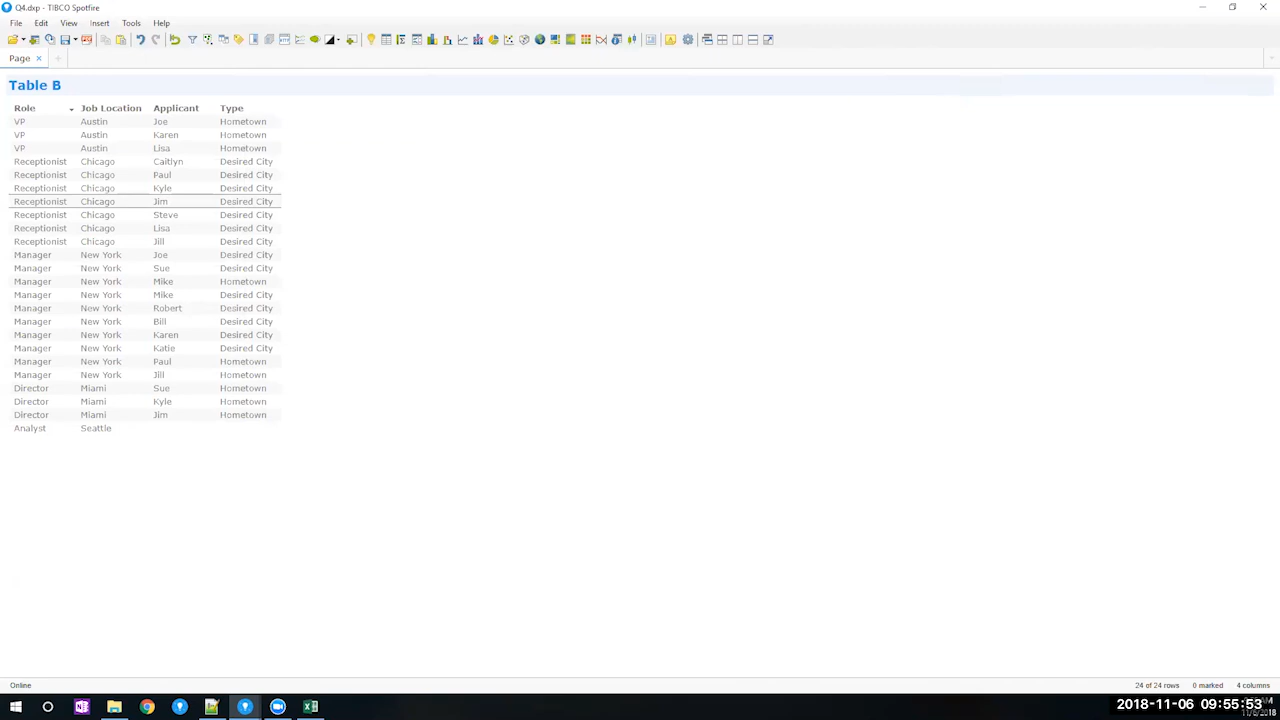 Q4.dxp - TIBCO Spotfire
File Edit View Insert Tools Help
Page
Table B
Role Job Location Applicant Type
VP Austin Joe Hometown
VP Austin Karen Hometown
VP Austin Lisa Hometown
Receptionist Chicago Caitlyn Desired City
Receptionist Chicago Paul Desired City
Receptionist Chicago Kyle Desired City
Receptionist Chicago Jim Desired City
Receptionist Chicago Steve Desired City
Receptionist Chicago Lisa Desired City
Receptionist Chicago Jill Desired City
Manager New York Joe Desired City
Manager New York Sue Desired City
Manager New York Mike Hometown
Manager New York Mike Desired City
Manager New York Robert Desired City
Manager New York Bill Desired City
Manager New York Karen Desired City
Manager New York Katie Desired City
Manager New York Paul Hometown
Manager New York Jill Hometown
Director Miami Sue Hometown
Director Miami Kyle Hometown
Director Miami Jim Hometown
Analyst Seattle
Online 24 of 24 rows 0 marked 4 columns
2018-11-06 09:55:53